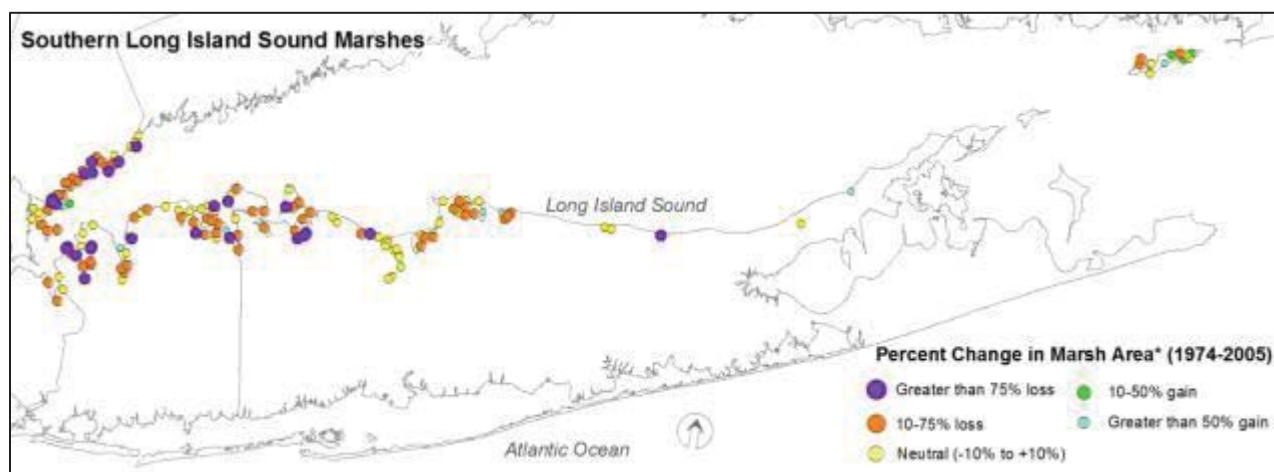 Southern Long Island Sound Marshes
Long Island Sound
Percent Change in Marsh Area* (1974-2005)
Greater than 75% loss
10-50% gain
10-75% loss
Greater than 50% gain
Neutral (-10% to +10%)
Atlantic Ocean